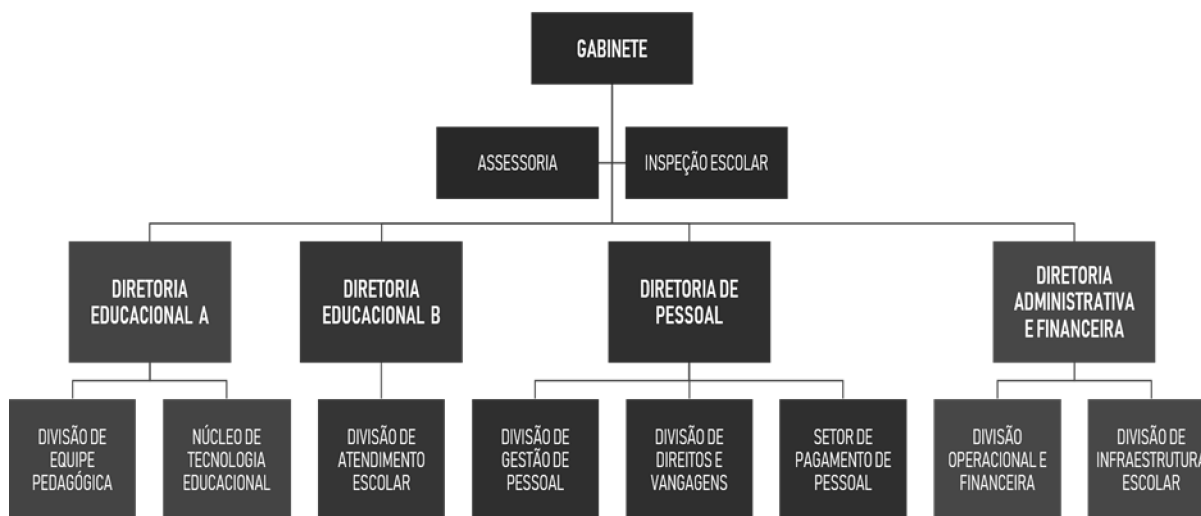 GABINETE
ASSESSORIA
INSPEÇÃO ESCOLAR
DIRETORIA
EDUCACIONAL A
DIRETORIA
EDUCACIONAL B
DIRETORIA DE
PESSOAL
DIRETORIA
ADMINISTRATIVA
E FINANCEIRA
DIVISÃO DE
EQUIPE
PEDAGÓGICA
NÚCLEO DE
TECNOLOGIA
EDUCACIONAL
DIVISÃO DE
ATENDIMENTO
ESCOLAR
DIVISÃO DE
GESTÃO DE
PESSOAL
DIVISÃO DE
DIREITOS E
VANGAGENS
SETOR DE
PAGAMENTO DE
PESSOAL
DIVISÃO
OPERACIONAL E
FINANCEIRA
DIVISÃO DE
INFRAESTRUTURA
ESCOLAR